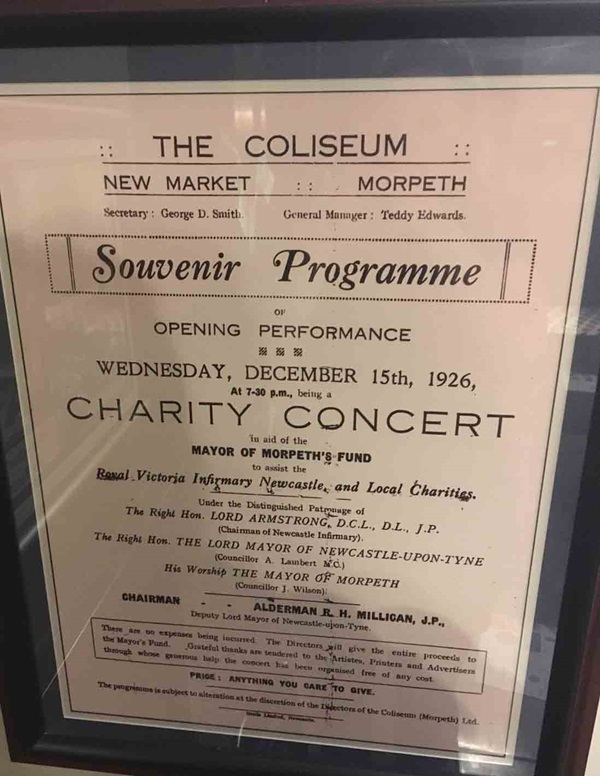 :: THE COLISEUM ::
NEW MARKET :: MORPETH
Secretary: George D. Smith. General Manager: Teddy Edwards.
Souvenir Programme
OF
OPENING PERFORMANCE
WEDNESDAY, DECEMBER 15th, 1926,
At 7-30 p.m., being a
CHARITY CONCERT
in aid of the
MAYOR OF MORPETH'S FUND
to assist the
Royal Victoria Infirmary Newcastle, and Local Charities.
Under the Distinguished Patronage of
The Right Hon. LORD ARMSTRONG, D.C.L., D.L., J.P.
(Chairman of Newcastle Infirmary).
The Right Hon. THE LORD MAYOR OF NEWCASTLE-UPON-TYNE
(Councillor A. Lambert M.C.)
His Worship THE MAYOR OF MORPETH
(Councillor J. Wilson).
CHAIRMAN - - ALDERMAN R. H. MILLIGAN, J.P.,
Deputy Lord Mayor of Newcastle-upon-Tyne.
There are no expenses being incurred. The Directors will give the entire proceeds to
the Mayor's Fund. Grateful thanks are tendered to the Artistes, Printers and Advertisers
through whose generous help the concert has been organised free of any cost.
PRICE: ANYTHING YOU CARE TO GIVE.
The programme is subject to alteration at the discretion of the Directors of the Coliseum (Morpeth) Ltd.